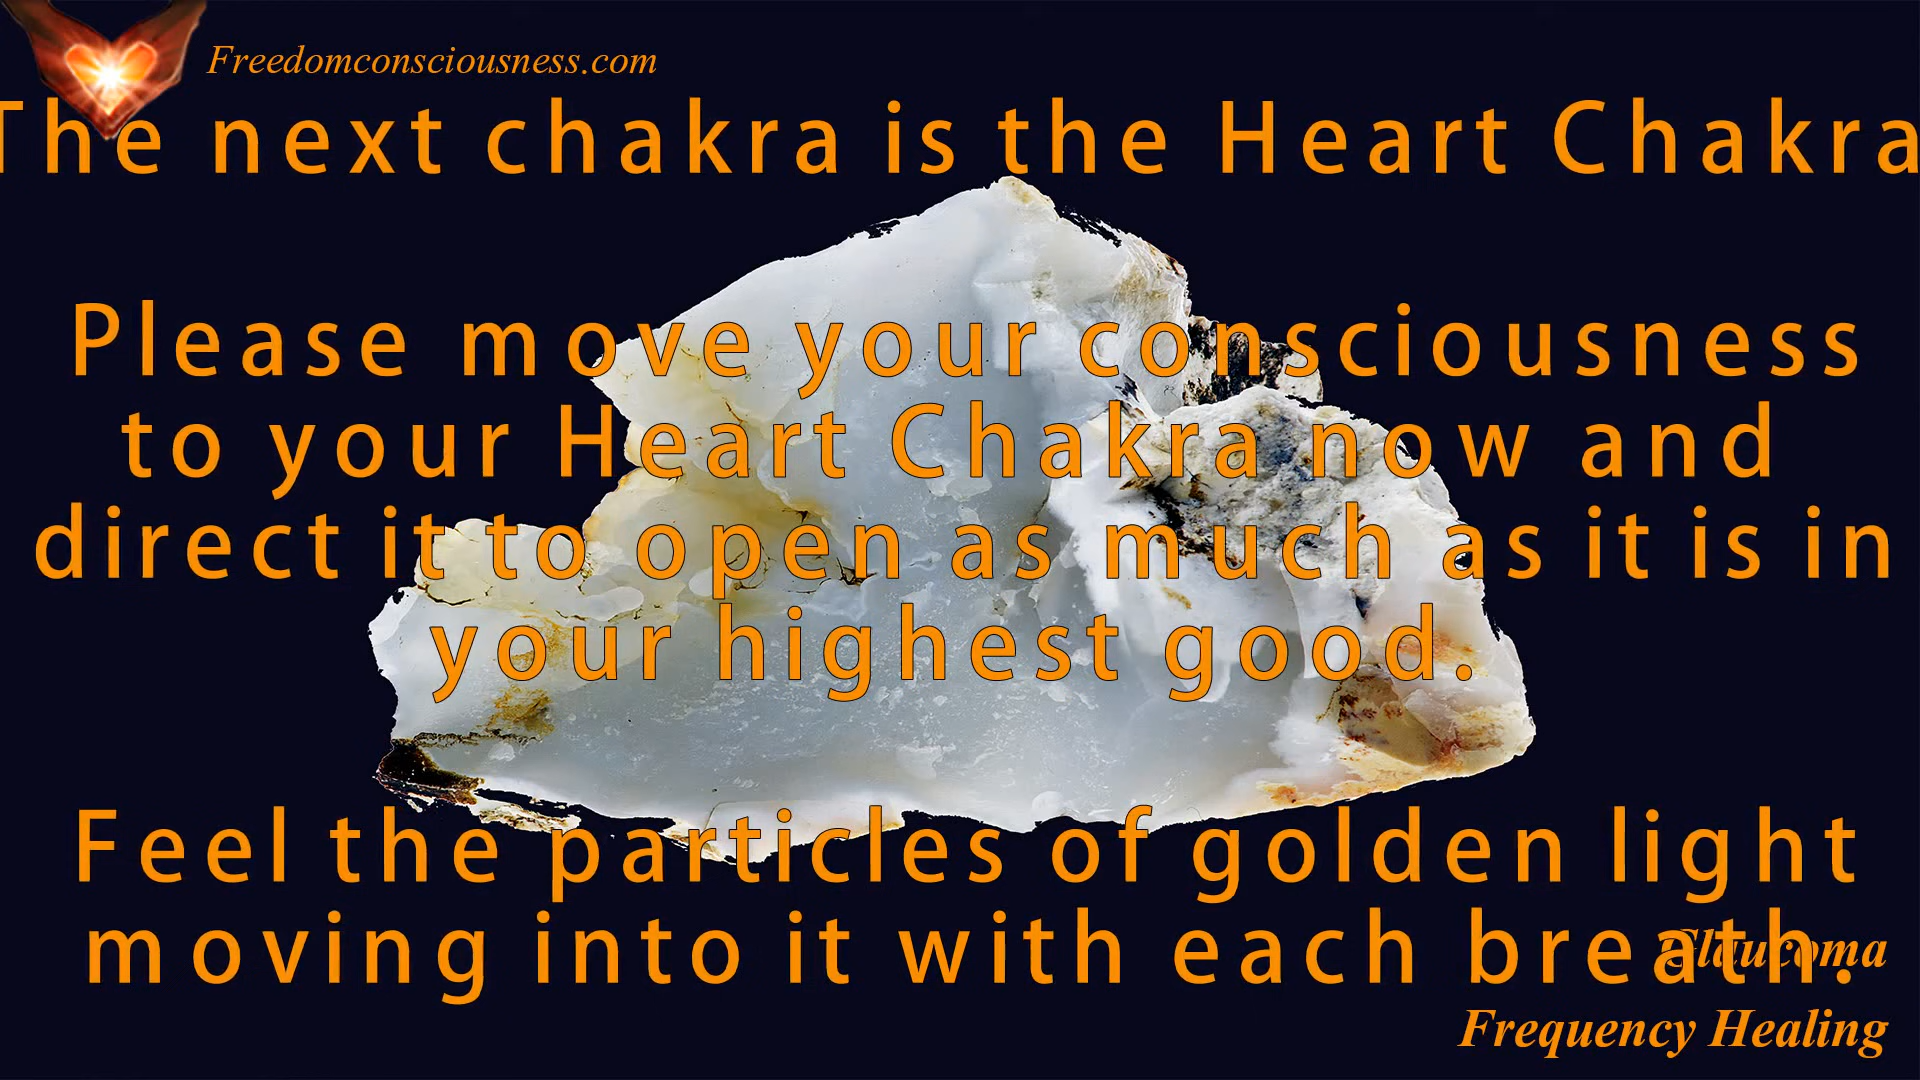 Freedomconsciousness.com
The next chakra is the Heart Chakra
Please move your consciousness
to your Heart Chakra now and
direct it to open as much as it is in
your highest good.
Feel the particles of golden light
moving into it with each breath.
Glaucoma
Frequency Healing